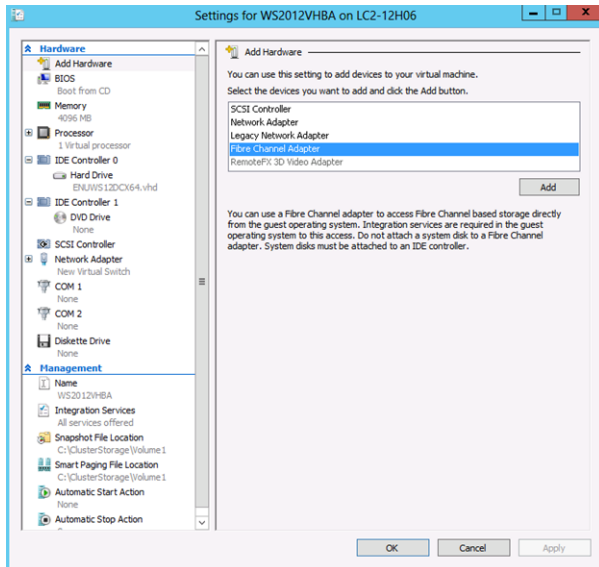 Settings for WS2012VHBA on LC2-12H06
Hardware
Add Hardware
BIOS
Boot from CD
Memory
4096 MB
Processor
1 Virtual processor
IDE Controller 0
Hard Drive
ENUWS12DCX64.vhd
IDE Controller 1
DVD Drive
None
SCSI Controller
Network Adapter
New Virtual Switch
COM 1
None
COM 2
None
Diskette Drive
None
Management
Name
WS2012VHBA
Integration Services
All services offered
Snapshot File Location
C:\ClusterStorage\Volume1
Smart Paging File Location
C:\ClusterStorage\Volume1
Automatic Start Action
None
Automatic Stop Action
Add Hardware
You can use this setting to add devices to your virtual machine.
Select the devices you want to add and click the Add button.
SCSI Controller
Network Adapter
Legacy Network Adapter
Fibre Channel Adapter
RemoteFX 3D Video Adapter
Add
You can use a Fibre Channel adapter to access Fibre Channel based storage directly
from the guest operating system. Integration services are required in the guest
operating system to this access. Do not attach a system disk to a Fibre Channel
adapter. System disks must be attached to an IDE controller.
OK Cancel Apply